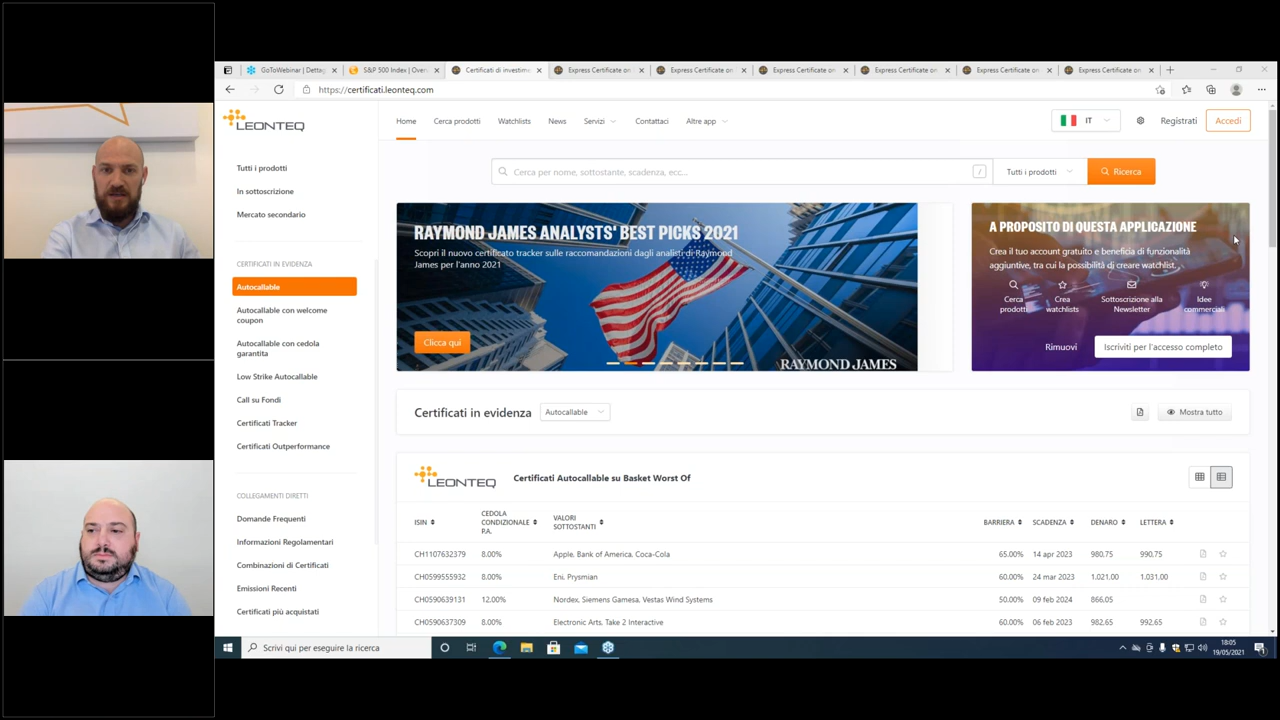 GoToWebinar | Dettag
S&P 500 Index | Over
Certificati di investime
Express Certificate on
Express Certificate on
Express Certificate on
Express Certificate on
Express Certificate on
Express Certificate on
https://certificati.leonteq.com
LEONTEQ
Home
Cerca prodotti
Watchlists
News
Servizi
Contattaci
Altre app
IT
Registrati
Accedi
Tutti i prodotti
In sottoscrizione
Mercato secondario
CERTIFICATI IN EVIDENZA
Autocallable
Autocallable con welcome
coupon
Autocallable con cedola
garantita
Low Strike Autocallable
Call su Fondi
Certificati Tracker
Certificati Outperformance
COLLEGAMENTI DIRETTI
Domande Frequenti
Informazioni Regolamentari
Combinazioni di Certificati
Emissioni Recenti
Certificati più acquistati
Cerca per nome, sottostante, scadenza, ecc...
/
Tutti i prodotti
Ricerca
RAYMOND JAMES ANALYSTS' BEST PICKS 2021
Scopri il nuovo certificato tracker sulle raccomandazioni dagli analisti di Raymond
James per l'anno 2021
Clicca qui
RAYMOND JAMES
A PROPOSITO DI QUESTA APPLICAZIONE
Crea il tuo account gratuito e beneficia di funzionalità
aggiuntive, tra cui la possibilità di creare watchlist.
Cerca
prodotti
Crea
watchlists
Sottoscrizione alla
Newsletter
Idee
commerciali
Rimuovi
Iscriviti per l'accesso completo
Certificati in evidenza
Autocallable
Mostra tutto
LEONTEQ
Certificati Autocallable su Basket Worst Of
ISIN
CEDOLA
CONDIZIONALE
P.A.
VALORI
SOTTOSTANTI
BARRIERA
SCADENZA
DENARO
LETTERA
CH1107632379 8.00% Apple, Bank of America, Coca-Cola 65.00% 14 apr 2023 980.75 990.75
CH0599555932 8.00% Eni, Prysmian 60.00% 24 mar 2023 1.021,00 1.031,00
CH0590639131 12.00% Nordex, Siemens Gamesa, Vestas Wind Systems 50.00% 09 feb 2024 866,05
CH0590637309 8.00% Electronic Arts, Take 2 Interactive 60.00% 06 feb 2023 982.65 992.65
Scrivi qui per eseguire la ricerca
18:05
19/05/2021